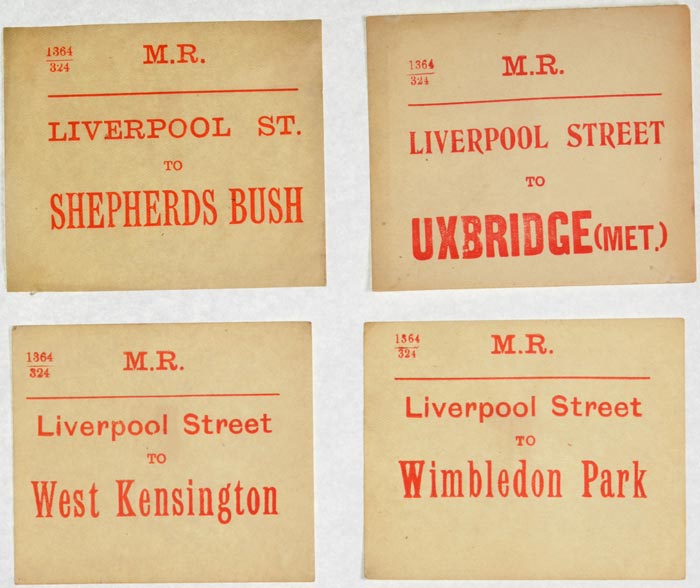 1364
324
M.R.
LIVERPOOL ST.
TO
SHEPHERDS BUSH
1364
324
M.R.
LIVERPOOL STREET
TO
UXBRIDGE (MET.)
1364
324
M.R.
Liverpool Street
TO
West Kensington
1364
324
M.R.
Liverpool Street
TO
Wimbledon Park